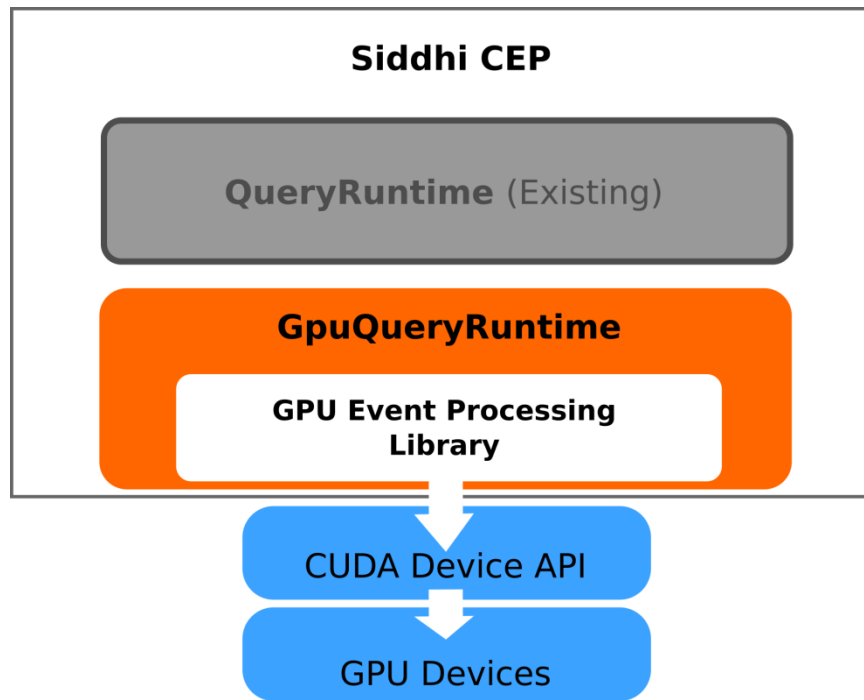 Siddhi CEP
QueryRuntime (Existing)
GpuQueryRuntime
GPU Event Processing
Library
CUDA Device API
GPU Devices